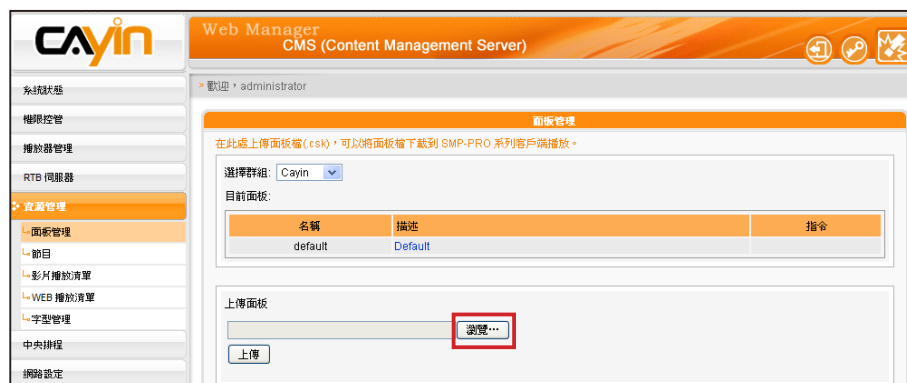 CAYIN
Web Manager
CMS (Content Management Server)
歡迎，administrator
系統狀態
權限控管
播放器管理
RTB 伺服器
資源管理
面板管理
節目
影片播放清單
WEB 播放清單
字型管理
中央排程
網路設定
面板管理
在此處上傳面板檔(.csk)，可以將面板檔下載到 SMP-PRO 系列客戶端播放。
選擇群組: Cayin
目前面板:
名稱 描述 指令
default Default
上傳面板
瀏覽…
上傳